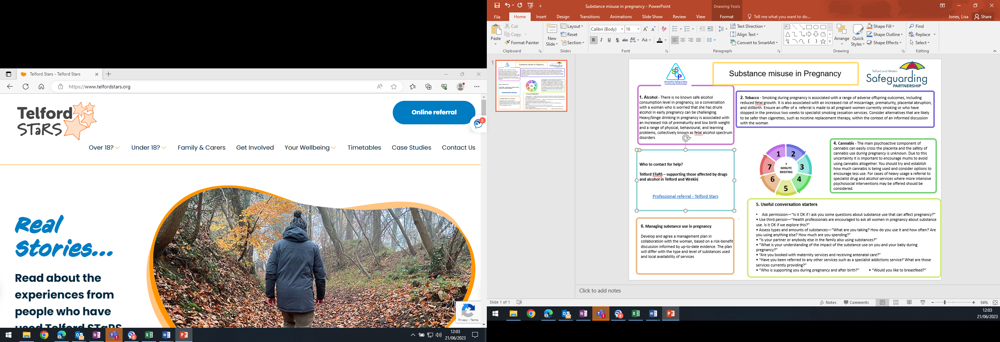 Telford Stars - Telford Stars
https://www.telfordstars.org
Telford
STaRS
Online referral
8
Over 18?
Under 18?
Family & Carers
Get Involved
Your Wellbeing
Timetables
Case Studies
Contact Us
Real
Stories...
Read about the
experiences from
people who have
used Telford STaRS
Privacy - Terms
12:03
21/06/2023
Substance misuse in pregnancy - PowerPoint
Drawing Tools
File
Home
Insert
Design
Transitions
Animations
Slide Show
Review
View
Format
Tell me what you want to do...
Jones, Lisa
Share
Paste
Cut
Copy
Format Painter
Clipboard
New
Slide
Layout
Reset
Section
Slides
Calibri (Body)
16
Font
Text Direction
Align Text
Convert to SmartArt
Paragraph
Arrange
Quick
Styles
Shape Fill
Shape Outline
Shape Effects
Drawing
Find
Replace
Select
Editing
1
SSCP
Shropshire Safeguarding
Community Partnership
Substance misuse in Pregnancy
Telford and Wrekin
Safeguarding
PARTNERSHIP
1. Alcohol - There is no known safe alcohol
consumption level in pregnancy, so a conversation
with a woman who is worried that she has drunk
alcohol in early pregnancy can be challenging.
Heavy/binge drinking in pregnancy is associated with
an increased risk of prematurity and low birth weight
and a range of physical, behavioural, and learning
problems, collectively known as fetal alcohol spectrum
disorders
2. Tobacco - Smoking during pregnancy is associated with a range of adverse offspring outcomes, including
reduced fetal growth. It is also associated with an increased risk of miscarriage, prematurity, placental abruption,
and stillbirth. Ensure an offer of a referral is made to all pregnant women currently smoking or who have
stopped in the previous two weeks to specialist smoking cessation services. Consider alternatives that are likely
to be safer than cigarettes, such as nicotine replacement therapy, within the context of an informed discussion
with the woman
Who to contact for help?
Telford STaRS – supporting those affected by drugs
and alcohol in Telford and Wrekin
Professional referral - Telford Stars
1
2
3
4
5
6
7
7
MINUTE
BRIEFING
4. Cannabis - The main psychoactive component of
cannabis can easily cross the placenta and the safety of
cannabis use during pregnancy is unknown. Due to this
uncertainty it is important to encourage mums to avoid
using cannabis altogether. You should try and establish
how much cannabis is being used and consider options to
encourage less use. For cases of heavy usage a referral to
specialist drug and alcohol services where more intensive
psychosocial interventions may be offered should be
considered.
5. Useful conversation starters
• Ask permission—“Is it OK if I ask you some questions about substance use that can affect pregnancy?”
• Use third person—“Health professionals are encouraged to ask all women in pregnancy about substance
use. Is it OK if we explore this?”
• Assess types and amounts of substances—“What are you taking? How do you use it and how often? Are
you using anything else? How much are you spending?”
• “Is your partner or anybody else in the family also using substances?”
• “What is your understanding of the impact of the substance use on you and your baby during
pregnancy?”
• “Are you booked with maternity services and receiving antenatal care?”
• “Have you been referred to any other services such as a specialist addictions service? What are those
services currently providing?”
• “Who is supporting you during pregnancy and after birth?” • “Would you like to breastfeed?”
6. Managing substance use in pregnancy
Develop and agree a management plan in
collaboration with the woman, based on a risk-benefit
discussion informed by up-to-date evidence. The plan
will differ with the type and level of substances used
and local availability of services
Click to add notes
Slide 1 of 1
Notes
Comments
56%
12:03
21/06/2023